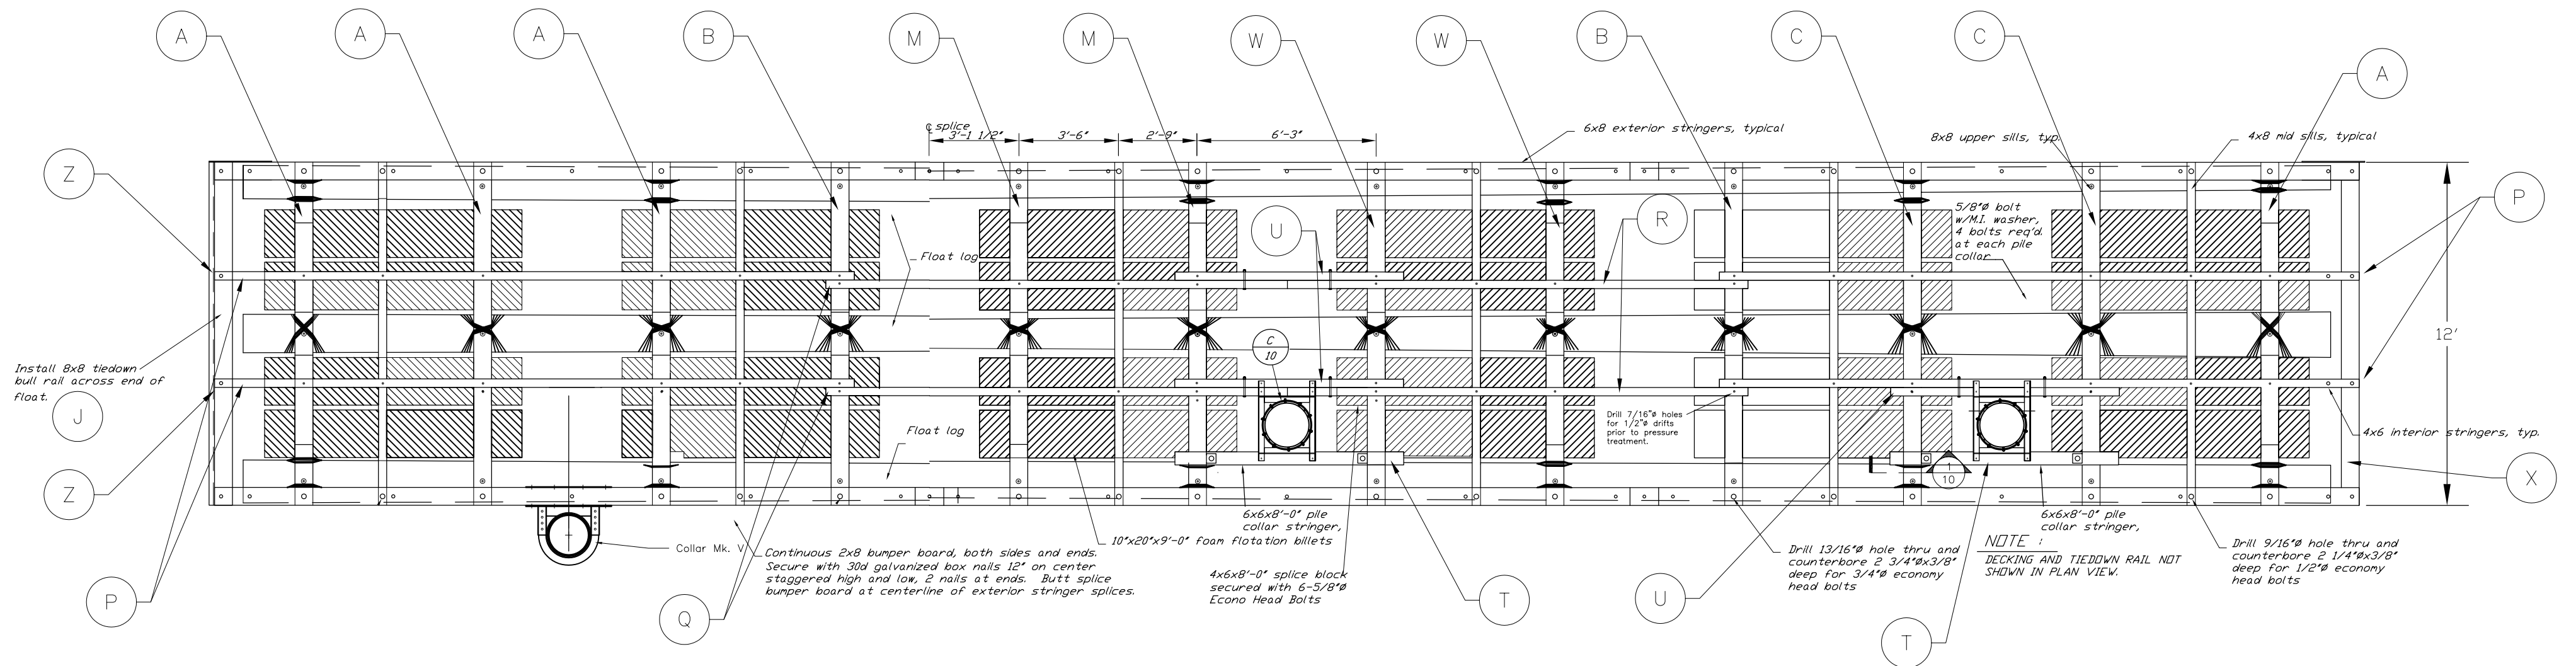 A
A
A
B
M
M
W
W
B
C
C
A
℄ splice
3'-1 1/2"
3'-6"
2'-9"
6'-3"
6x8 exterior stringers, typical
8x8 upper sills, typ.
4x8 mid sills, typical
Z
P
U
R
5/8"ø bolt
w/M.I. washer,
4 bolts req'd.
at each pile
collar
Float log
12'
C
10
Install 8x8 tiedown
bull rail across end of
float.
J
Drill 7/16"ø holes
for 1/2"ø drifts
prior to pressure
treatment.
Float log
4x6 interior stringers, typ.
Z
1
10
X
6x6x8'-0" pile
collar stringer,
6x6x8'-0" pile
collar stringer,
10"x20"x9'-0" foam flotation billets
Collar Mk. V
Continuous 2x8 bumper board, both sides and ends.
Secure with 30d galvanized box nails 12" on center
staggered high and low, 2 nails at ends.  Butt splice
bumper board at centerline of exterior stringer splices.
4x6x8'-0" splice block
secured with 6-5/8"ø
Econo Head Bolts
Drill 13/16"ø hole thru and
counterbore 2 3/4"øx3/8"
deep for 3/4"ø economy
head bolts
NOTE :
DECKING AND TIEDOWN RAIL NOT
SHOWN IN PLAN VIEW.
Drill 9/16"ø hole thru and
counterbore 2 1/4"øx3/8"
deep for 1/2"ø economy
head bolts
P
Q
T
U
T